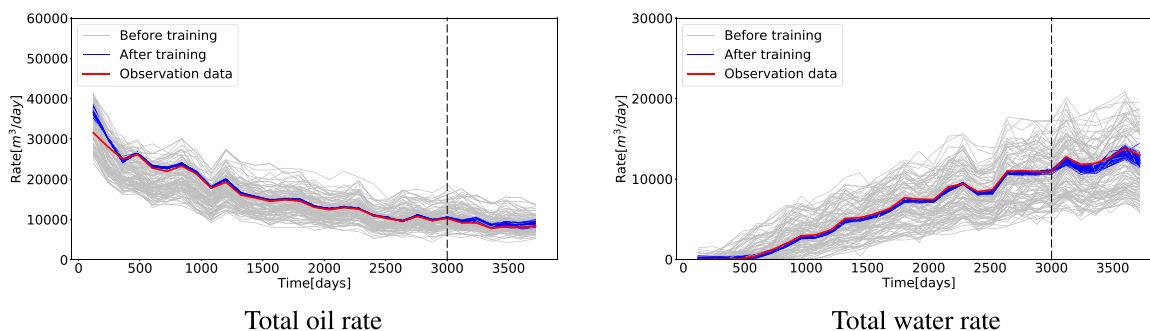 60000
50000
40000
30000
20000
10000
0
Rate[m³/day]
Before training
After training
Observation data
0 500 1000 1500 2000 2500 3000 3500
Time[days]
Total oil rate
30000
20000
10000
0
Rate[m³/day]
Before training
After training
Observation data
0 500 1000 1500 2000 2500 3000 3500
Time[days]
Total water rate